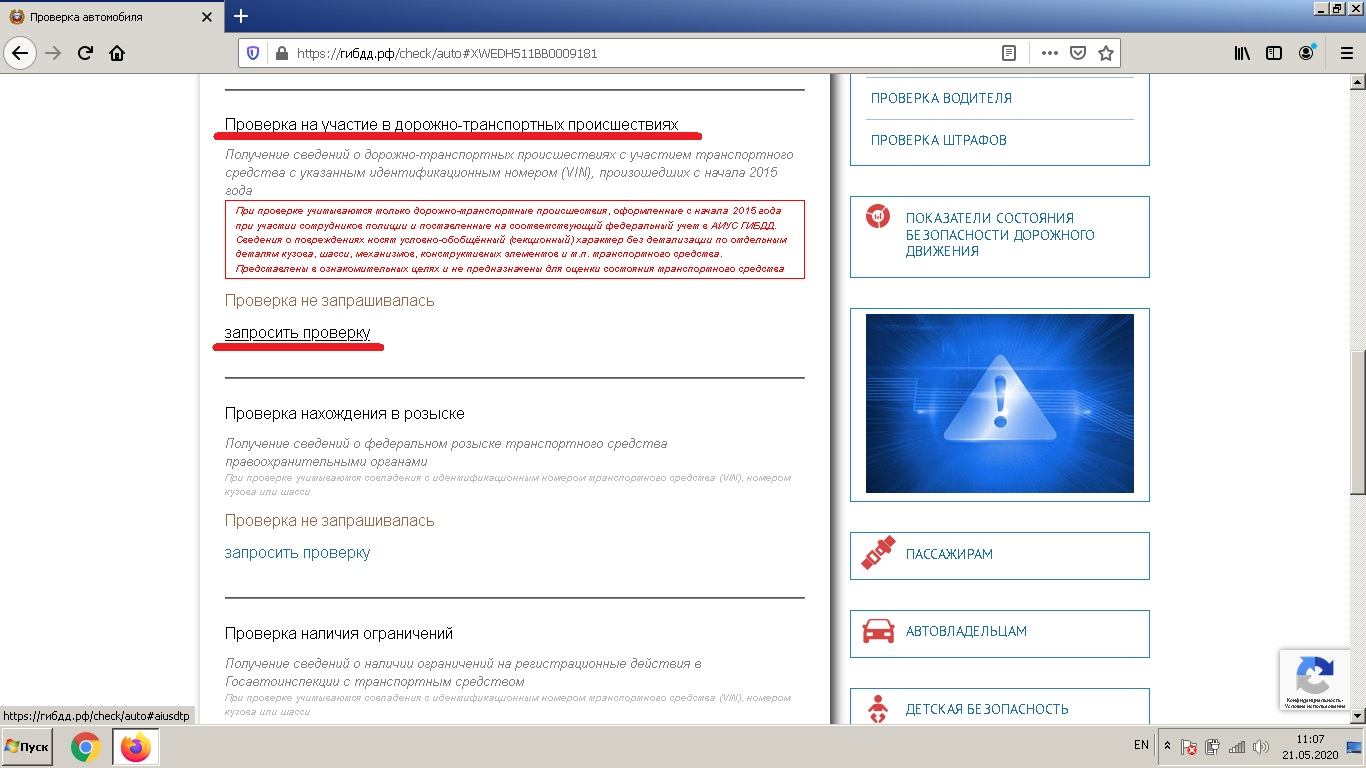 Проверка автомобиля
https://гибдд.рф/check/auto#XWEDH511BB0009181
Проверка на участие в дорожно-транспортных происшествиях
Получение сведений о дорожно-транспортных происшествиях с участием транспортного
средства с указанным идентификационным номером (VIN), произошедших с начала 2015
года
При проверке учитываются только дорожно-транспортные происшествия, оформленные с начала 2015 года
при участии сотрудников полиции и поставленные на соответствующий федеральный учет в АИУС ГИБДД.
Сведения о повреждениях носят условно-обобщённый (секционный) характер без детализации по отдельным
деталям кузова, шасси, механизмов, конструктивных элементов и т.п. транспортного средства.
Представлены в ознакомительных целях и не предназначены для оценки состояния транспортного средства
Проверка не запрашивалась
запросить проверку
Проверка нахождения в розыске
Получение сведений о федеральном розыске транспортного средства
правоохранительными органами
При проверке учитываются совпадения с идентификационным номером транспортного средства (VIN), номером
кузова или шасси
Проверка не запрашивалась
запросить проверку
Проверка наличия ограничений
Получение сведений о наличии ограничений на регистрационные действия в
Госавтоинспекции с транспортным средством
При проверке учитываются совпадения с идентификационным номером транспортного средства (VIN), номером
кузова или шасси
ПРОВЕРКА ВОДИТЕЛЯ
ПРОВЕРКА ШТРАФОВ
ПОКАЗАТЕЛИ СОСТОЯНИЯ
БЕЗОПАСНОСТИ ДОРОЖНОГО
ДВИЖЕНИЯ
ПАССАЖИРАМ
АВТОВЛАДЕЛЬЦАМ
ДЕТСКАЯ БЕЗОПАСНОСТЬ
Конфиденциальность -
Условия использования
https://гибдд.рф/check/auto#aiusdtp
Пуск
EN
11:07
21.05.2020